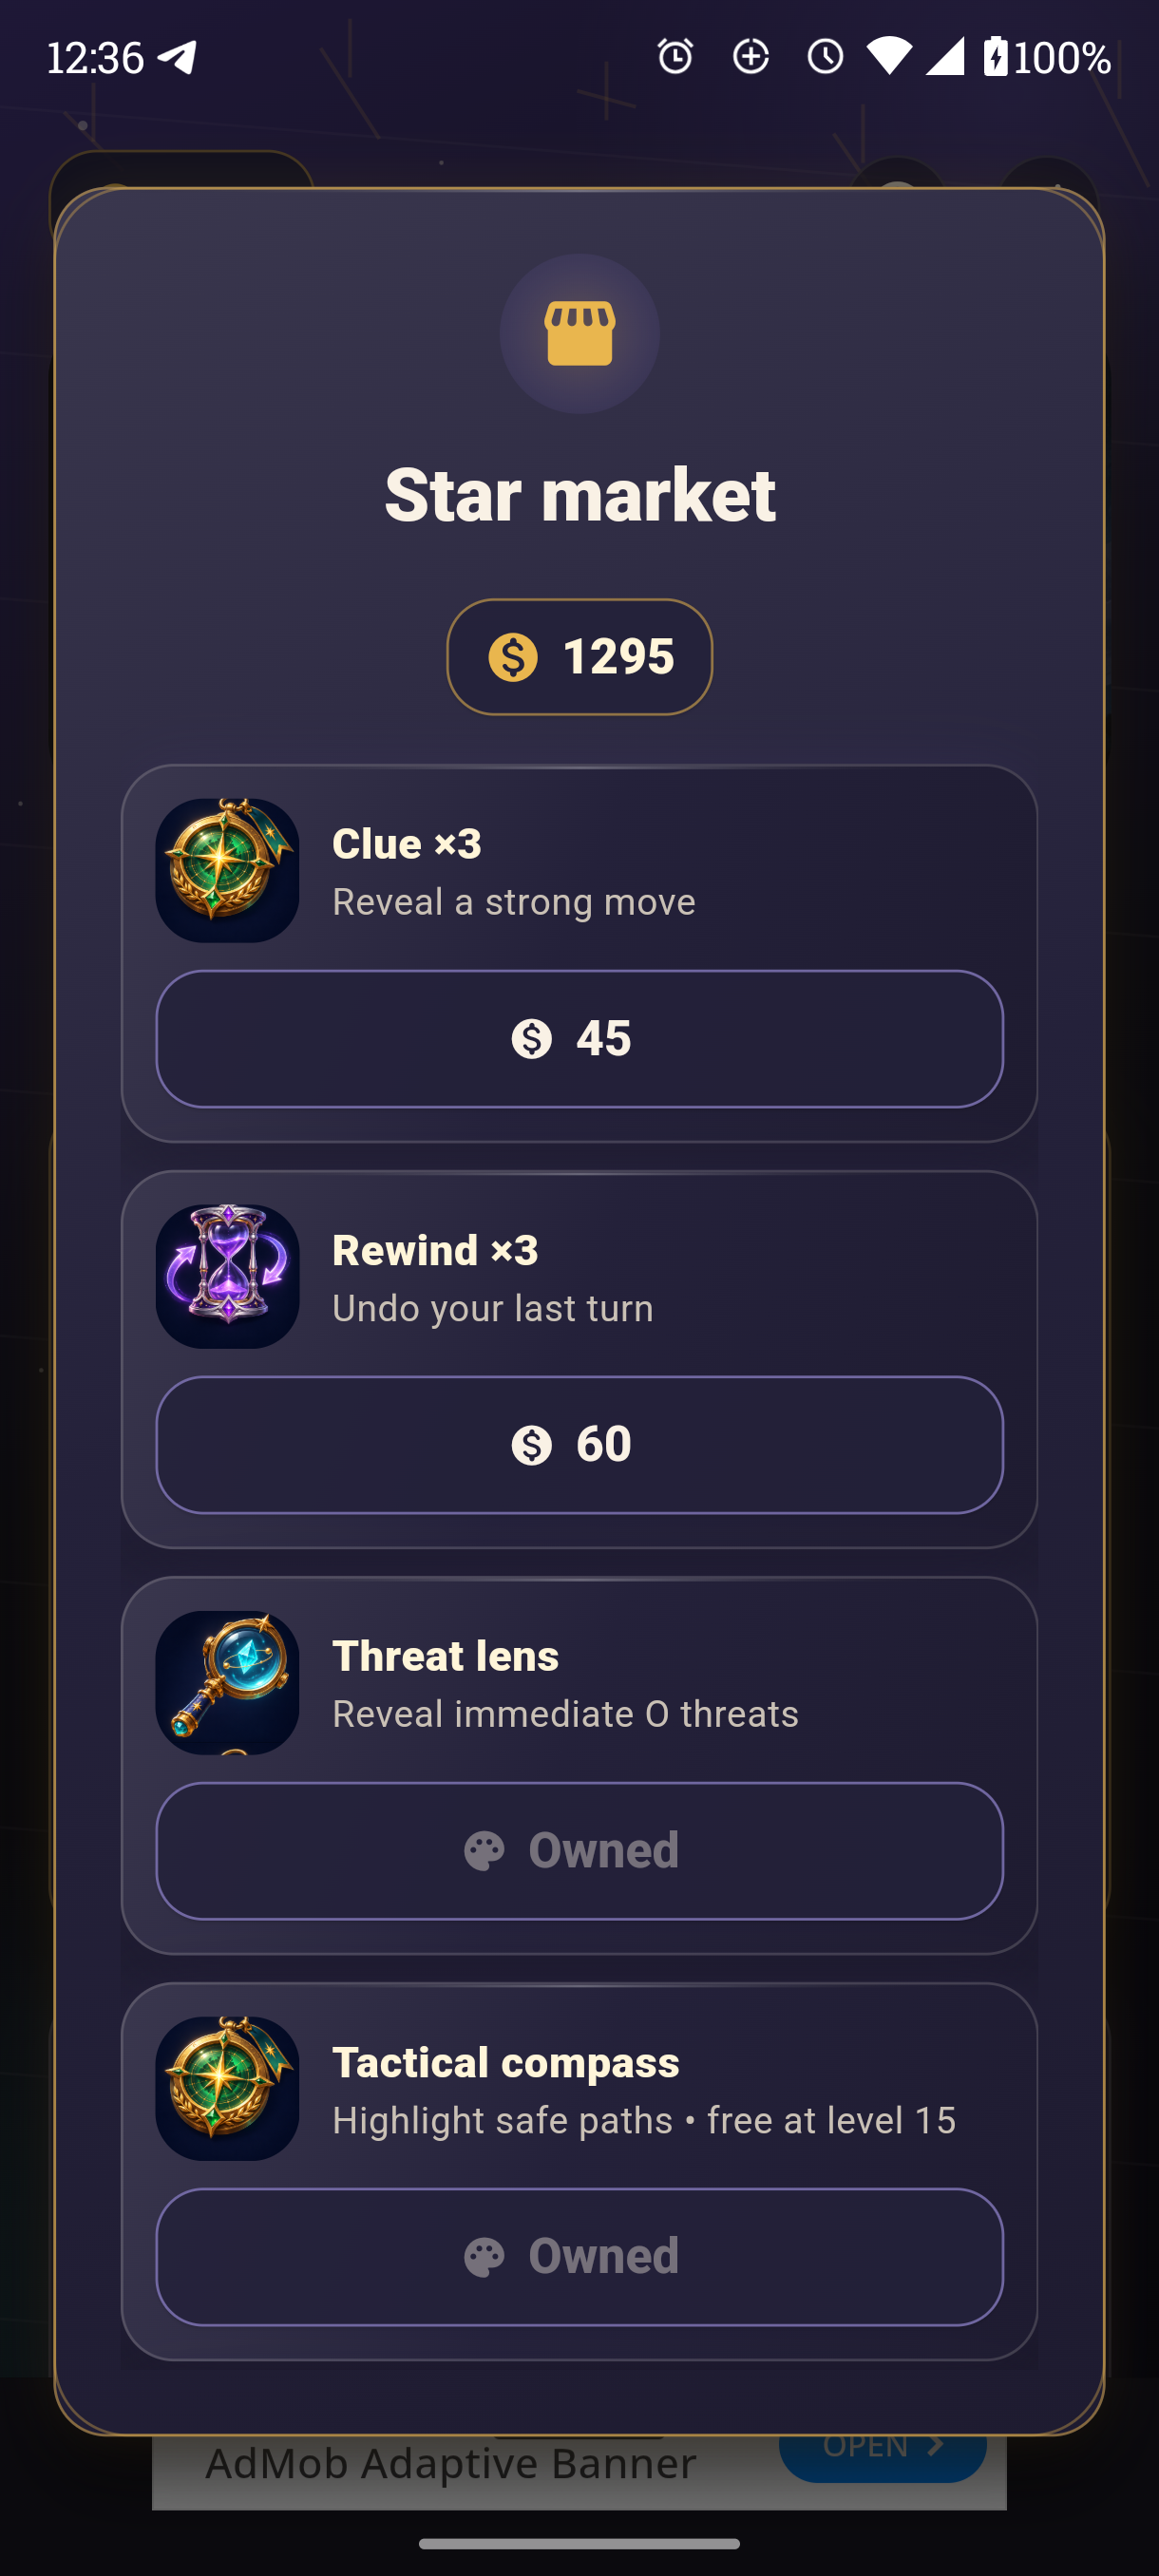 12:36
100%
Star market
1295
Clue ×3
Reveal a strong move
45
Rewind ×3
Undo your last turn
60
Threat lens
Reveal immediate O threats
Owned
Tactical compass
Highlight safe paths • free at level 15
Owned
AdMob Adaptive Banner
OPEN